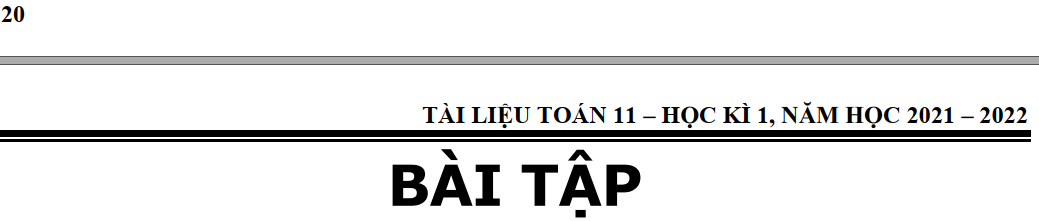 20
TÀI LIỆU TOÁN 11 – HỌC KÌ 1, NĂM HỌC 2021 – 2022
BÀI TẬP